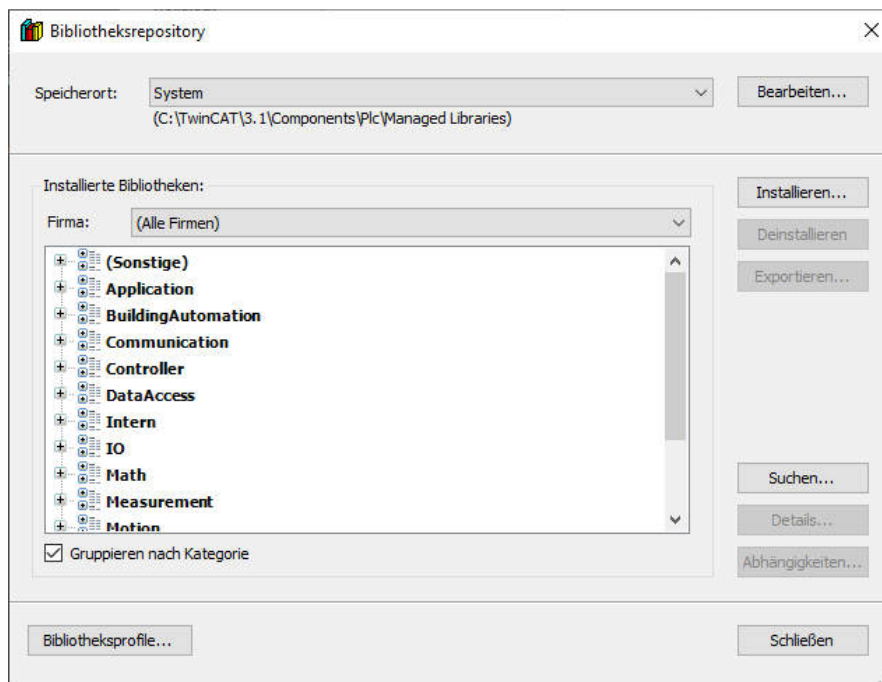 Bibliotheksrepository
Speicherort:
System
Bearbeiten...
(C:\TwinCAT\3.1\Components\Plc\Managed Libraries)
Installierte Bibliotheken:
Firma:
(Alle Firmen)
Installieren...
Deinstallieren
Exportieren...
(Sonstige)
Application
BuildingAutomation
Communication
Controller
DataAccess
Intern
IO
Math
Measurement
Motion
Suchen...
Details...
Abhängigkeiten...
Gruppieren nach Kategorie
Bibliotheksprofile...
Schließen